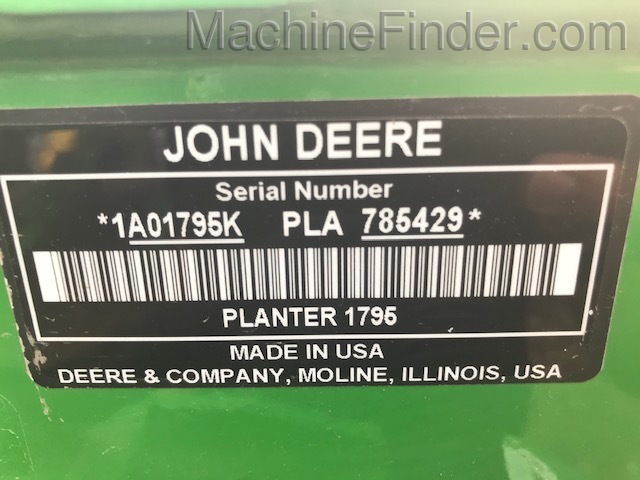 MachineFinder.com
JOHN DEERE
Serial Number
*1A01795K PLA 785429*
PLANTER 1795
MADE IN USA
DEERE & COMPANY, MOLINE, ILLINOIS, USA